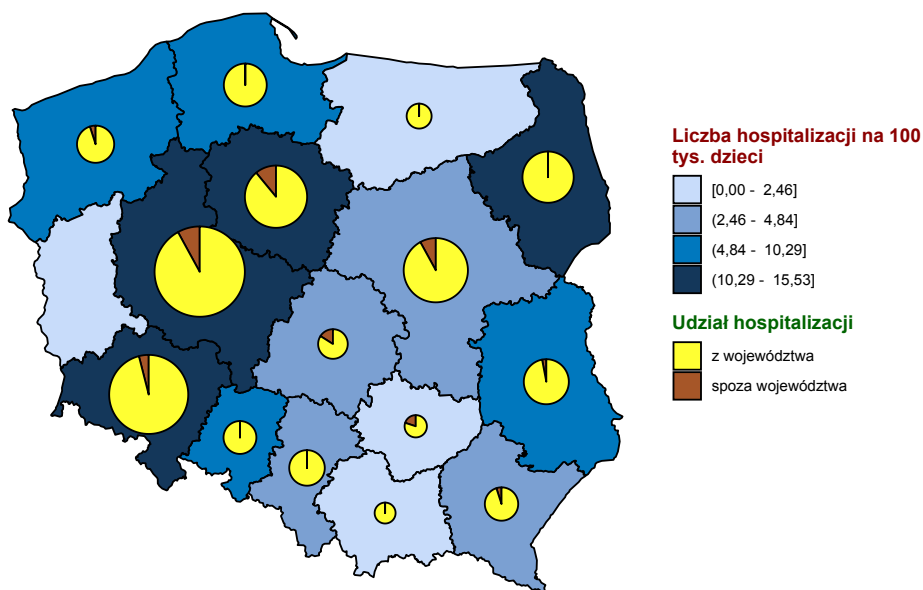 Liczba hospitalizacji na 100
tys. dzieci
[0,00 - 2,46]
(2,46 - 4,84]
(4,84 - 10,29]
(10,29 - 15,53]
Udział hospitalizacji
z województwa
spoza województwa